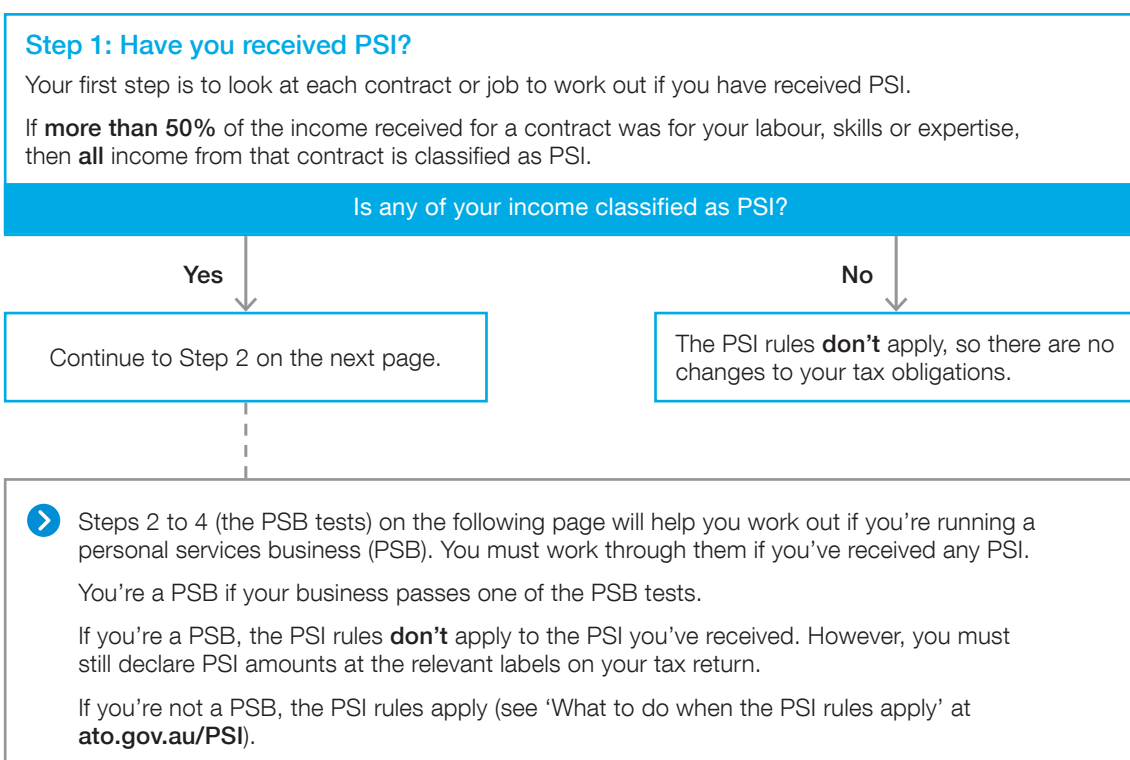 Step 1: Have you received PSI?
Your first step is to look at each contract or job to work out if you have received PSI.
If more than 50% of the income received for a contract was for your labour, skills or expertise,
then all income from that contract is classified as PSI.
Is any of your income classified as PSI?
Yes
No
Continue to Step 2 on the next page.
The PSI rules don’t apply, so there are no
changes to your tax obligations.
Steps 2 to 4 (the PSB tests) on the following page will help you work out if you’re running a
personal services business (PSB). You must work through them if you’ve received any PSI.
You’re a PSB if your business passes one of the PSB tests.
If you’re a PSB, the PSI rules don’t apply to the PSI you’ve received. However, you must
still declare PSI amounts at the relevant labels on your tax return.
If you’re not a PSB, the PSI rules apply (see ‘What to do when the PSI rules apply’ at
ato.gov.au/PSI).